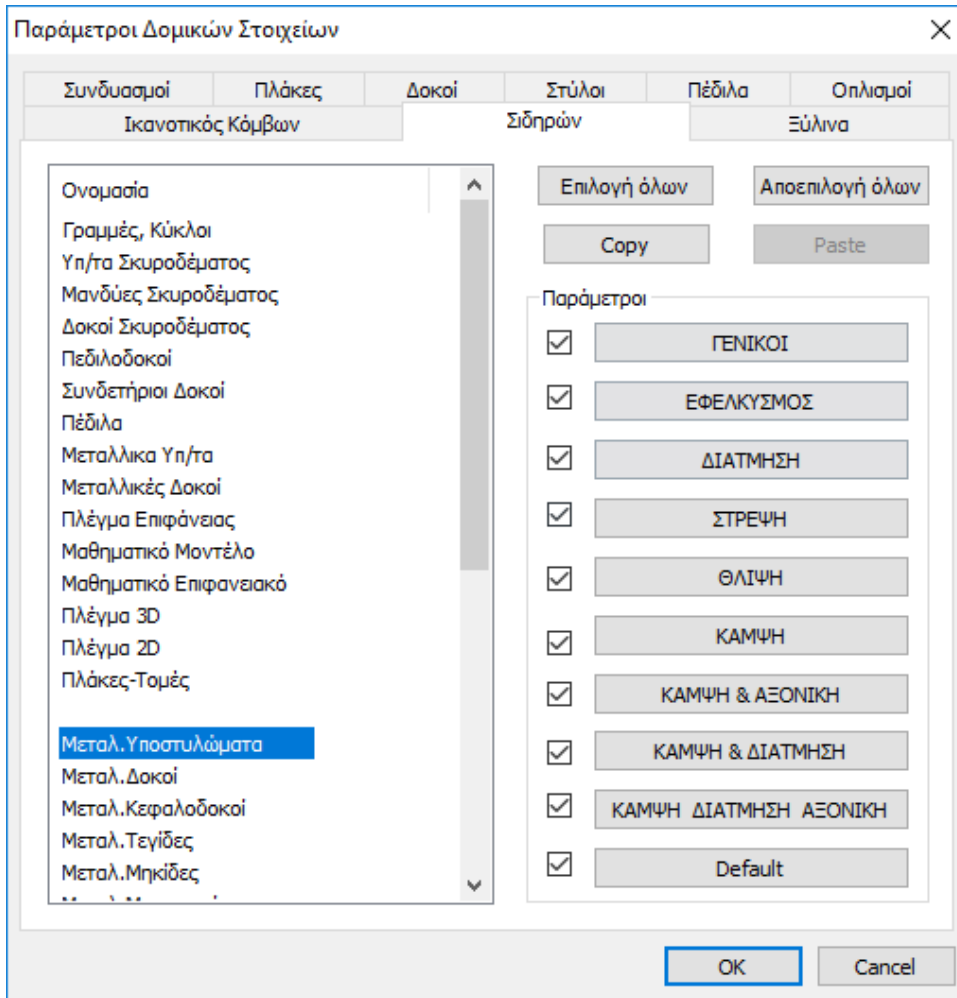 Παράμετροι Δομικών Στοιχείων
Συνδυασμοί Πλάκες Δοκοί Στύλοι Πέδιλα Οπλισμοί
Ικανοτικός Κόμβων Σιδηρών Ξύλινα
Ονομασία
Γραμμές, Κύκλοι
Υπ/τα Σκυροδέματος
Μανδύες Σκυροδέματος
Δοκοί Σκυροδέματος
Πεδιλοδοκοί
Συνδετήριοι Δοκοί
Πέδιλα
Μεταλλικα Υπ/τα
Μεταλλικές Δοκοί
Πλέγμα Επιφάνειας
Μαθηματικό Μοντέλο
Μαθηματικό Επιφανειακό
Πλέγμα 3D
Πλέγμα 2D
Πλάκες-Τομές
Μεταλ.Υποστυλώματα
Μεταλ.Δοκοί
Μεταλ.Κεφαλοδοκοί
Μεταλ.Τεγίδες
Μεταλ.Μηκίδες
Επιλογή όλων Αποεπιλογή όλων
Copy Paste
Παράμετροι
ΓΕΝΙΚΟΙ
ΕΦΕΛΚΥΣΜΟΣ
ΔΙΑΤΜΗΣΗ
ΣΤΡΕΨΗ
ΘΛΙΨΗ
ΚΑΜΨΗ
ΚΑΜΨΗ & ΑΞΟΝΙΚΗ
ΚΑΜΨΗ & ΔΙΑΤΜΗΣΗ
ΚΑΜΨΗ ΔΙΑΤΜΗΣΗ ΑΞΟΝΙΚΗ
Default
OK Cancel